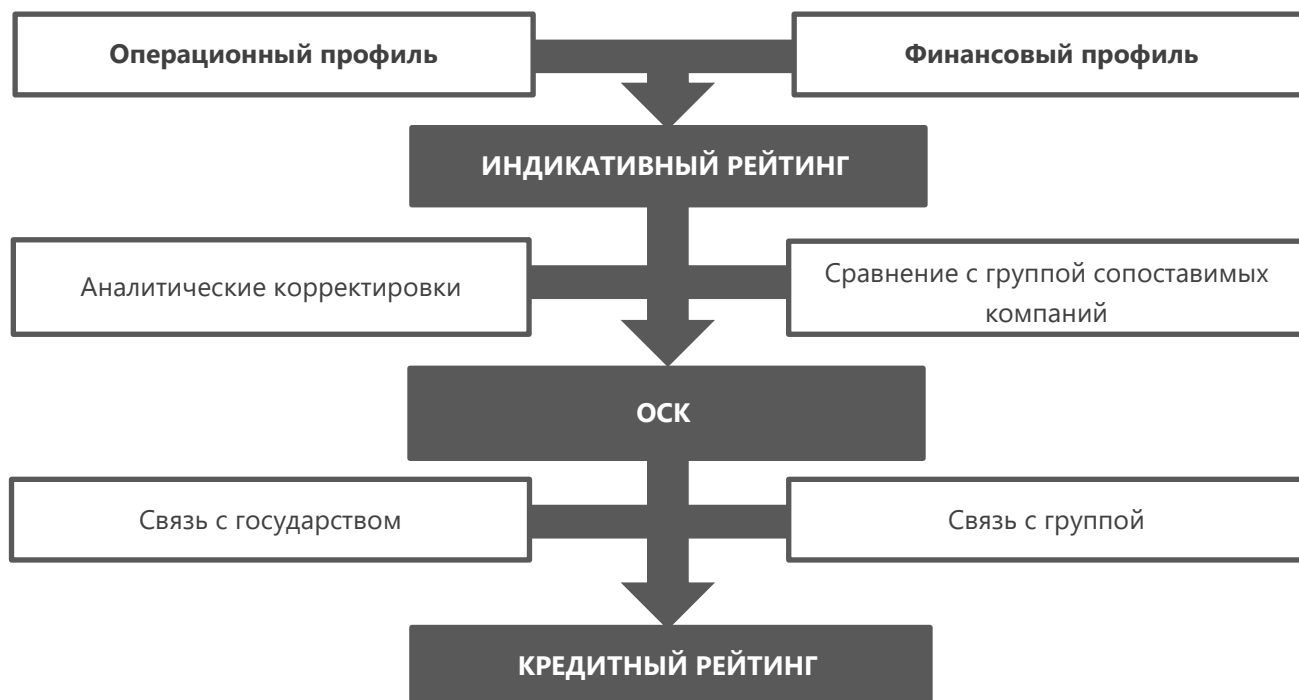 Операционный профиль
Финансовый профиль
ИНДИКАТИВНЫЙ РЕЙТИНГ
Аналитические корректировки
Сравнение с группой сопоставимых
компаний
ОСК
Связь с государством
Связь с группой
КРЕДИТНЫЙ РЕЙТИНГ